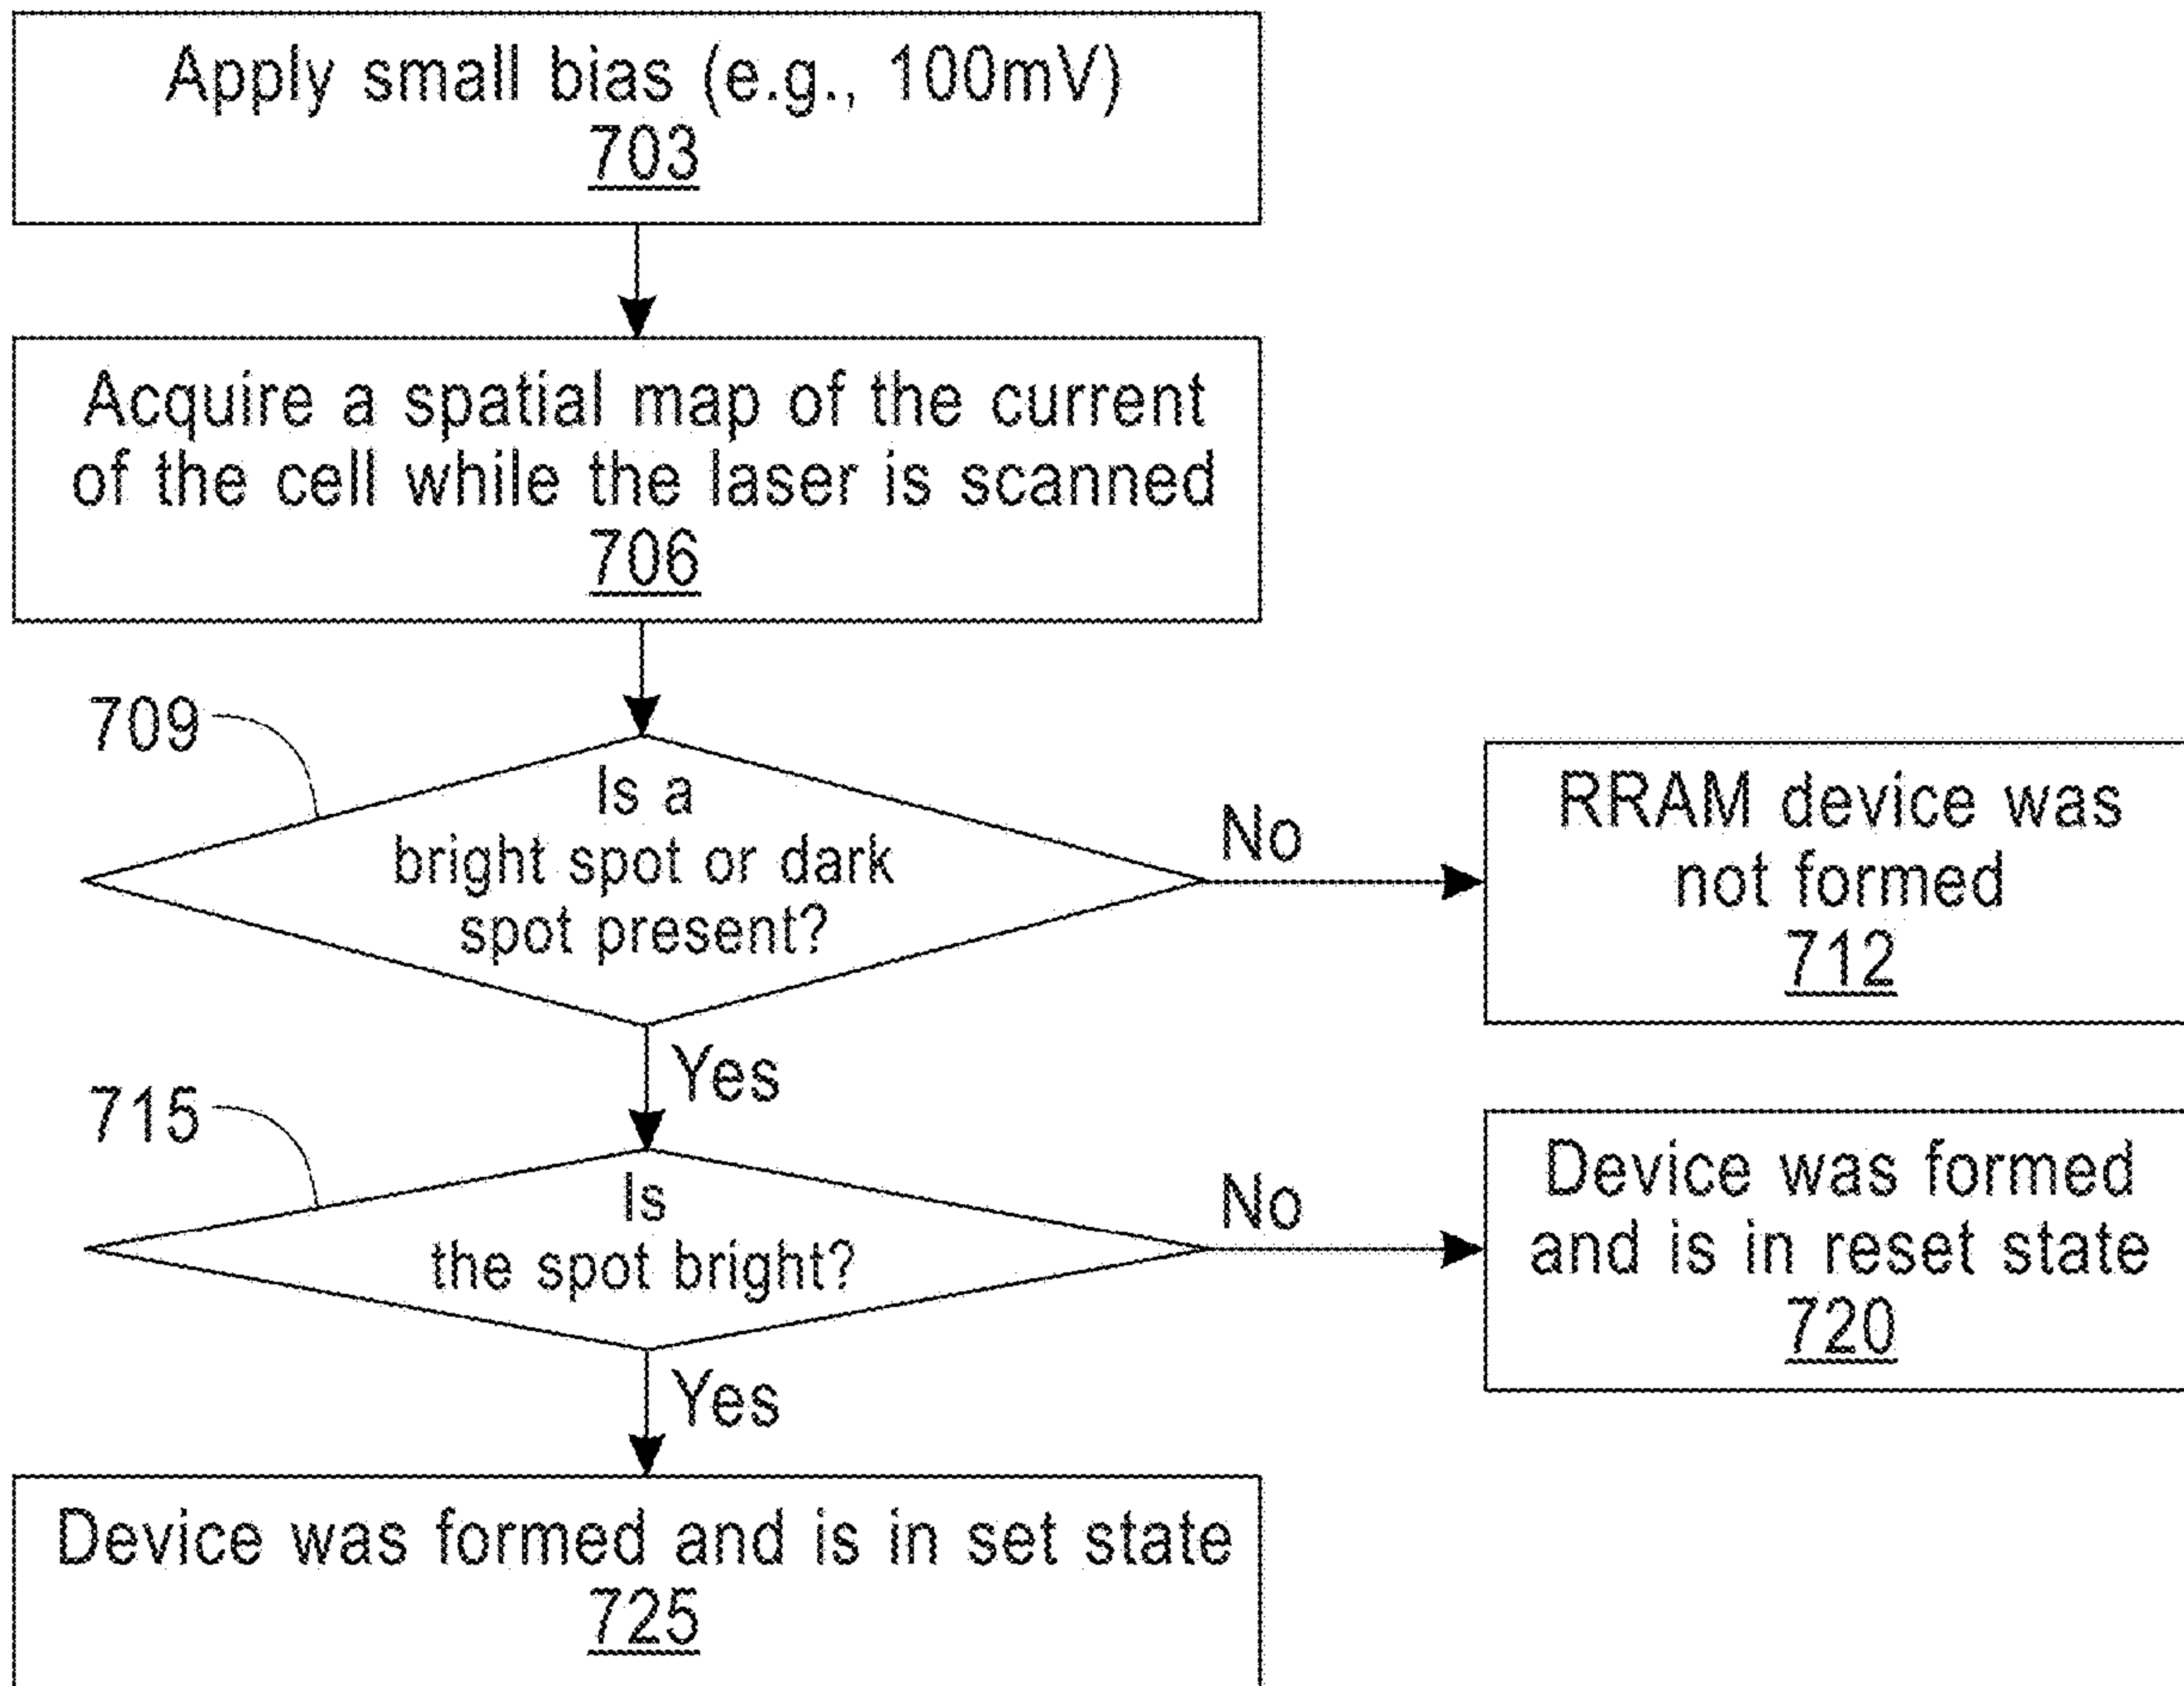 Apply small bias (e.g., 100mV)
703
Acquire a spatial map of the current
of the cell while the laser is scanned
706
709
Is a
bright spot or dark
spot present?
No
RRAM device was
not formed
712
Yes
715
Is
the spot bright?
No
Device was formed
and is in reset state
720
Yes
Device was formed and is in set state
725